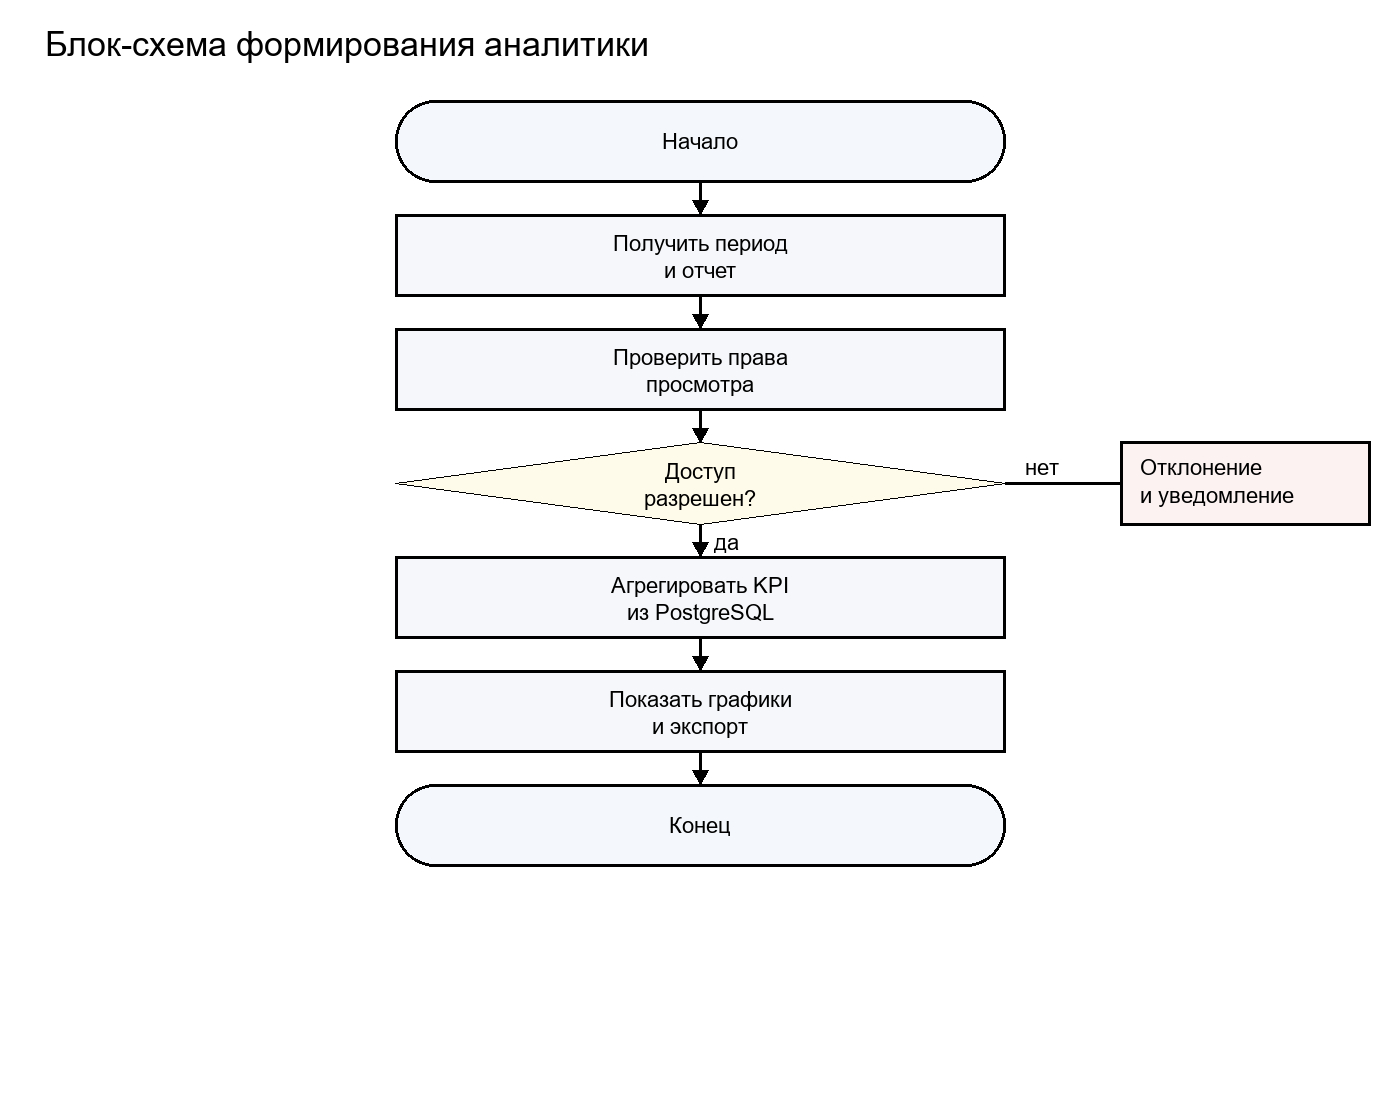 Блок-схема формирования аналитики
Начало
Получить период
и отчет
Проверить права
просмотра
Доступ
разрешен?
нет
Отклонение
и уведомление
да
Агрегировать KPI
из PostgreSQL
Показать графики
и экспорт
Конец